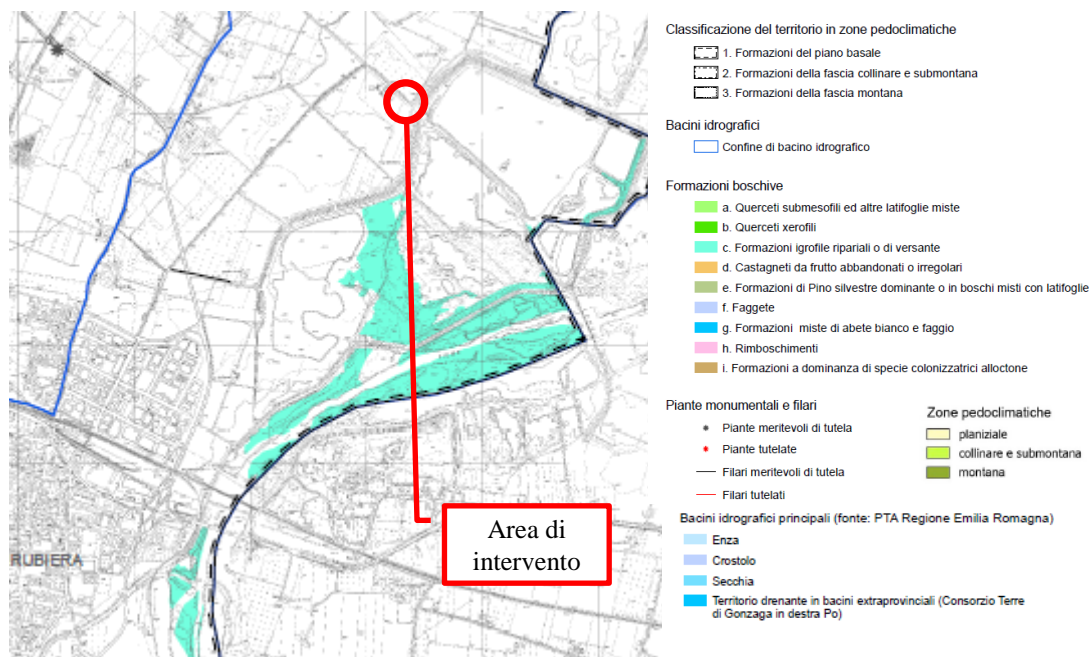 Classificazione del territorio in zone pedoclimatiche
1. Formazioni del piano basale
2. Formazioni della fascia collinare e submontana
3. Formazioni della fascia montana
Bacini idrografici
Confine di bacino idrografico
Formazioni boschive
a. Querceti submesofili ed altre latifoglie miste
b. Querceti xerofili
c. Formazioni igrofile ripariali o di versante
d. Castagneti da frutto abbandonati o irregolari
e. Formazioni di Pino silvestre dominante o in boschi misti con latifoglie
f. Faggete
g. Formazioni miste di abete bianco e faggio
h. Rimboschimenti
i. Formazioni a dominanza di specie colonizzatrici alloctone
Piante monumentali e filari
Piante meritevoli di tutela
Piante tutelate
Filari meritevoli di tutela
Filari tutelati
Zone pedoclimatiche
planiziale
collinare e submontana
montana
Bacini idrografici principali (fonte: PTA Regione Emilia Romagna)
Enza
Crostolo
Secchia
Territorio drenante in bacini extraprovinciali (Consorzio Terre
di Gonzaga in destra Po)
Area di
intervento
RUBIERA